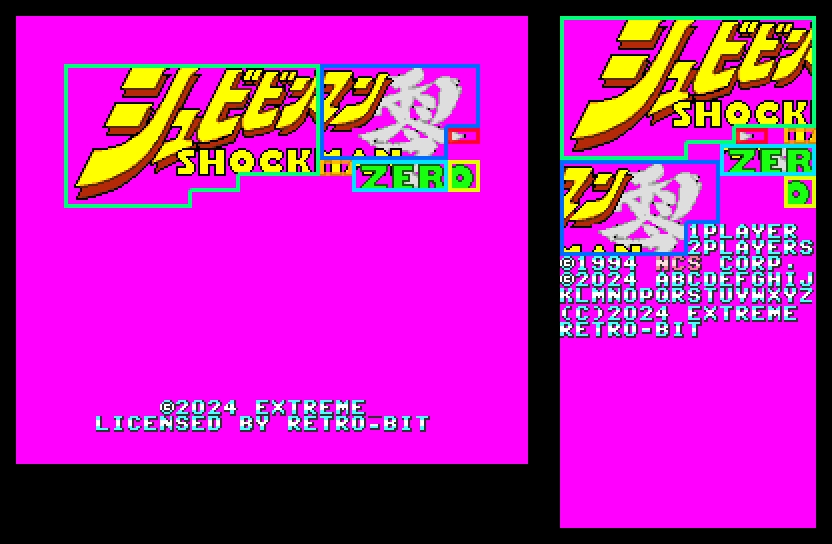 シュビビンマン零
SHOCKMAN
ZERO
©2024 EXTREME
LICENSED BY RETRO-BIT
シュビビン
SHOCK
ZER
O
マン零
MAN
1PLAYER
2PLAYERS
©1994 NCS CORP.
©2024 ABCDEFGHIJ
KLMNOPQRSTUVWXYZ
(C)2024 EXTREME
RETRO-BIT